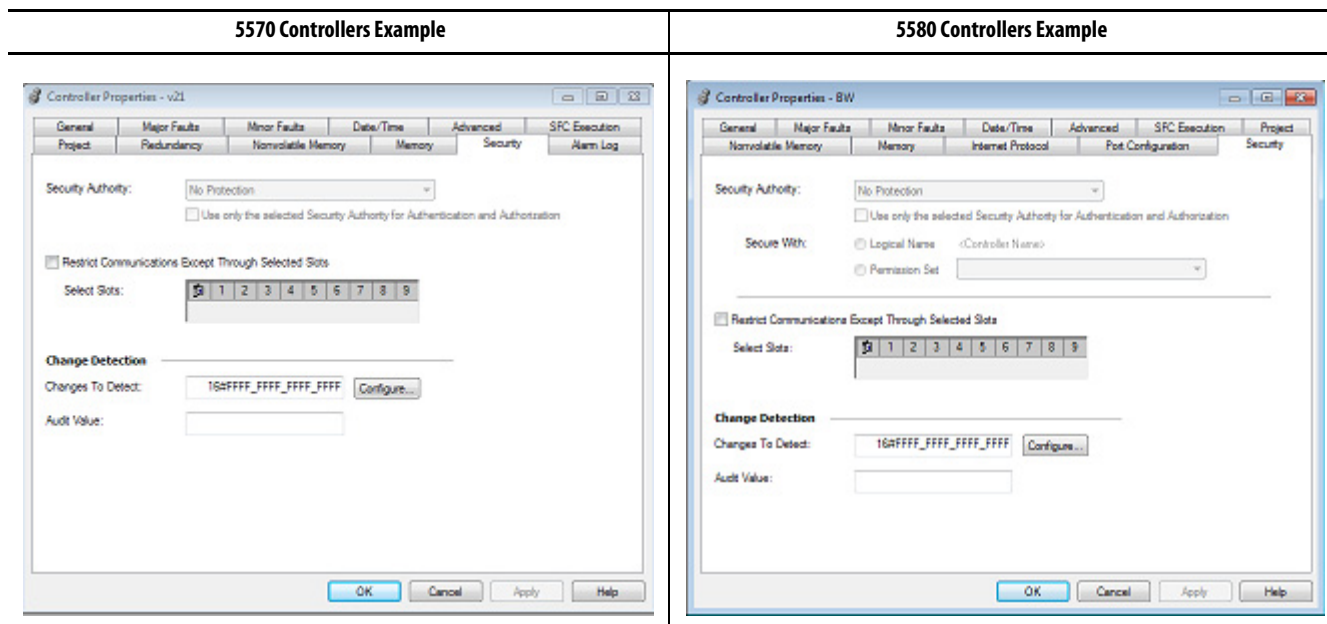 5570 Controllers Example
5580 Controllers Example
Controller Properties - v21
General Major Faults Minor Faults Date/Time Advanced SFC Execution
Project Redundancy Nonvolatile Memory Memory Security Alarm Log
Security Authority: No Protection
Use only the selected Security Authority for Authentication and Authorization
Restrict Communications Except Through Selected Slots
Select Slots: 1 2 3 4 5 6 7 8 9
Change Detection
Changes To Detect: 16#FFFF_FFFF_FFFF_FFFF Configure...
Audit Value:
OK Cancel Apply Help
Controller Properties - BW
General Major Faults Minor Faults Date/Time Advanced SFC Execution Project
Nonvolatile Memory Memory Internet Protocol Port Configuration Security
Security Authority: No Protection
Use only the selected Security Authority for Authentication and Authorization
Secure With: Logical Name <Controller Name>
Permission Set
Restrict Communications Except Through Selected Slots
Select Slots: 1 2 3 4 5 6 7 8 9
Change Detection
Changes To Detect: 16#FFFF_FFFF_FFFF_FFFF Configure...
Audit Value:
OK Cancel Apply Help